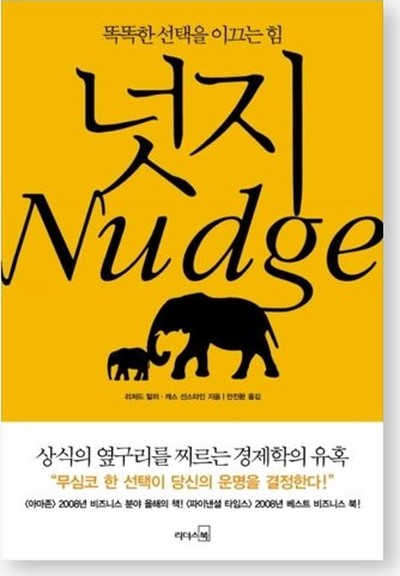 똑똑한 선택을 이끄는 힘
넛지
Nudge
리처드 탈러 · 캐스 선스타인 지음 | 안진환 옮김
상식의 옆구리를 찌르는 경제학의 유혹
“무심코 한 선택이 당신의 운명을 결정한다!”
〈아마존〉 2008년 비즈니스 분야 올해의 책! 〈파이낸셜 타임스〉 2008년 베스트 비즈니스 북!
리더스북